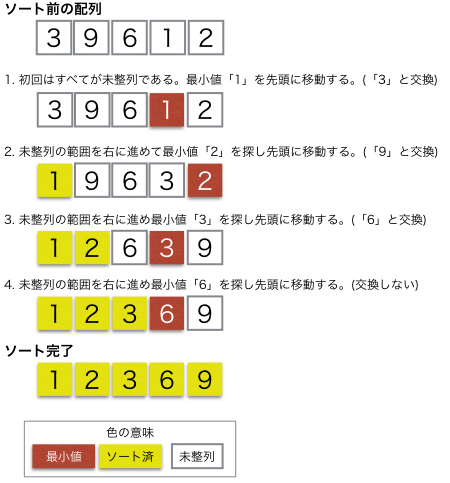 ソート前の配列
3 9 6 1 2
1. 初回はすべてが未整列である。最小値「1」を先頭に移動する。(「3」と交換)
3 9 6 1 2
2. 未整列の範囲を右に進めて最小値「2」を探し先頭に移動する。(「9」と交換)
1 9 6 3 2
3. 未整列の範囲を右に進め最小値「3」を探し先頭に移動する。(「6」と交換)
1 2 6 3 9
4. 未整列の範囲を右に進め最小値「6」を探し先頭に移動する。(交換しない)
1 2 3 6 9
ソート完了
1 2 3 6 9
色の意味
最小値 ソート済 未整列